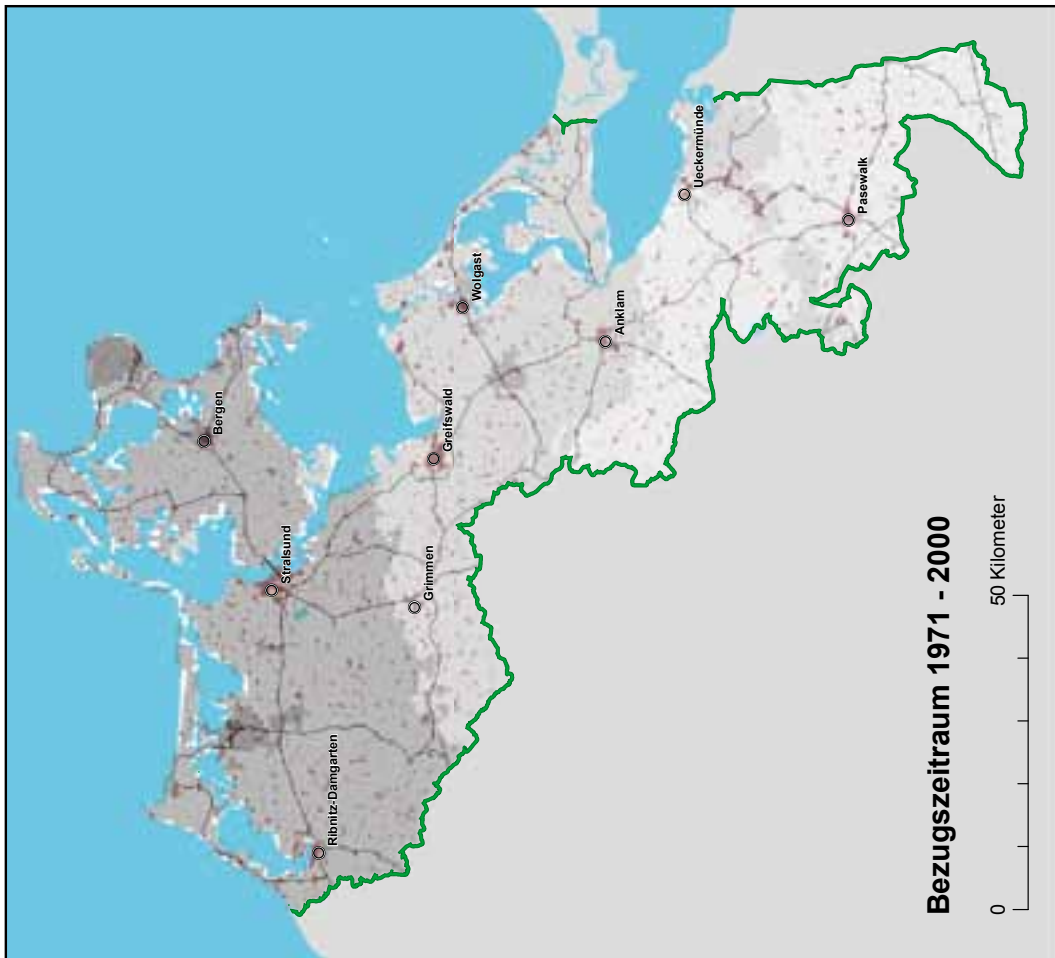 Bergen
Stralsund
Ribnitz-Damgarten
Grimmen
Greifswald
Wolgast
Anklam
Ueckermünde
Pasewalk
Bezugszeitraum 1971 - 2000
0 50 Kilometer